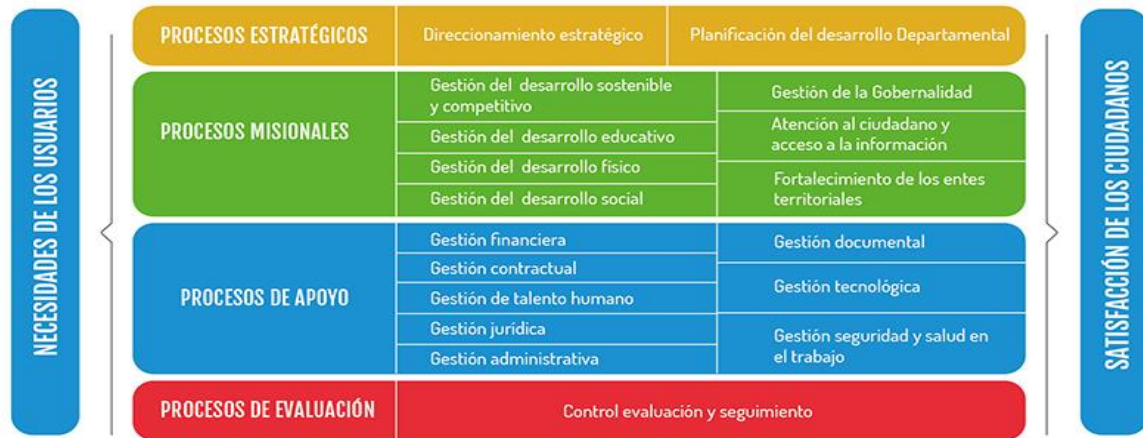 NECESIDADES DE LOS USUARIOS
PROCESOS ESTRATÉGICOS
Direccionamiento estratégico
Planificación del desarrollo Departamental
PROCESOS MISIONALES
Gestión del desarrollo sostenible
y competitivo
Gestión del desarrollo educativo
Gestión del desarrollo físico
Gestión del desarrollo social
Gestión de la Gobernalidad
Atención al ciudadano y
acceso a la información
Fortalecimiento de los entes
territoriales
PROCESOS DE APOYO
Gestión financiera
Gestión contractual
Gestión de talento humano
Gestión jurídica
Gestión administrativa
Gestión documental
Gestión tecnológica
Gestión seguridad y salud en
el trabajo
PROCESOS DE EVALUACIÓN
Control evaluación y seguimiento
SATISFACCIÓN DE LOS CIUDADANOS